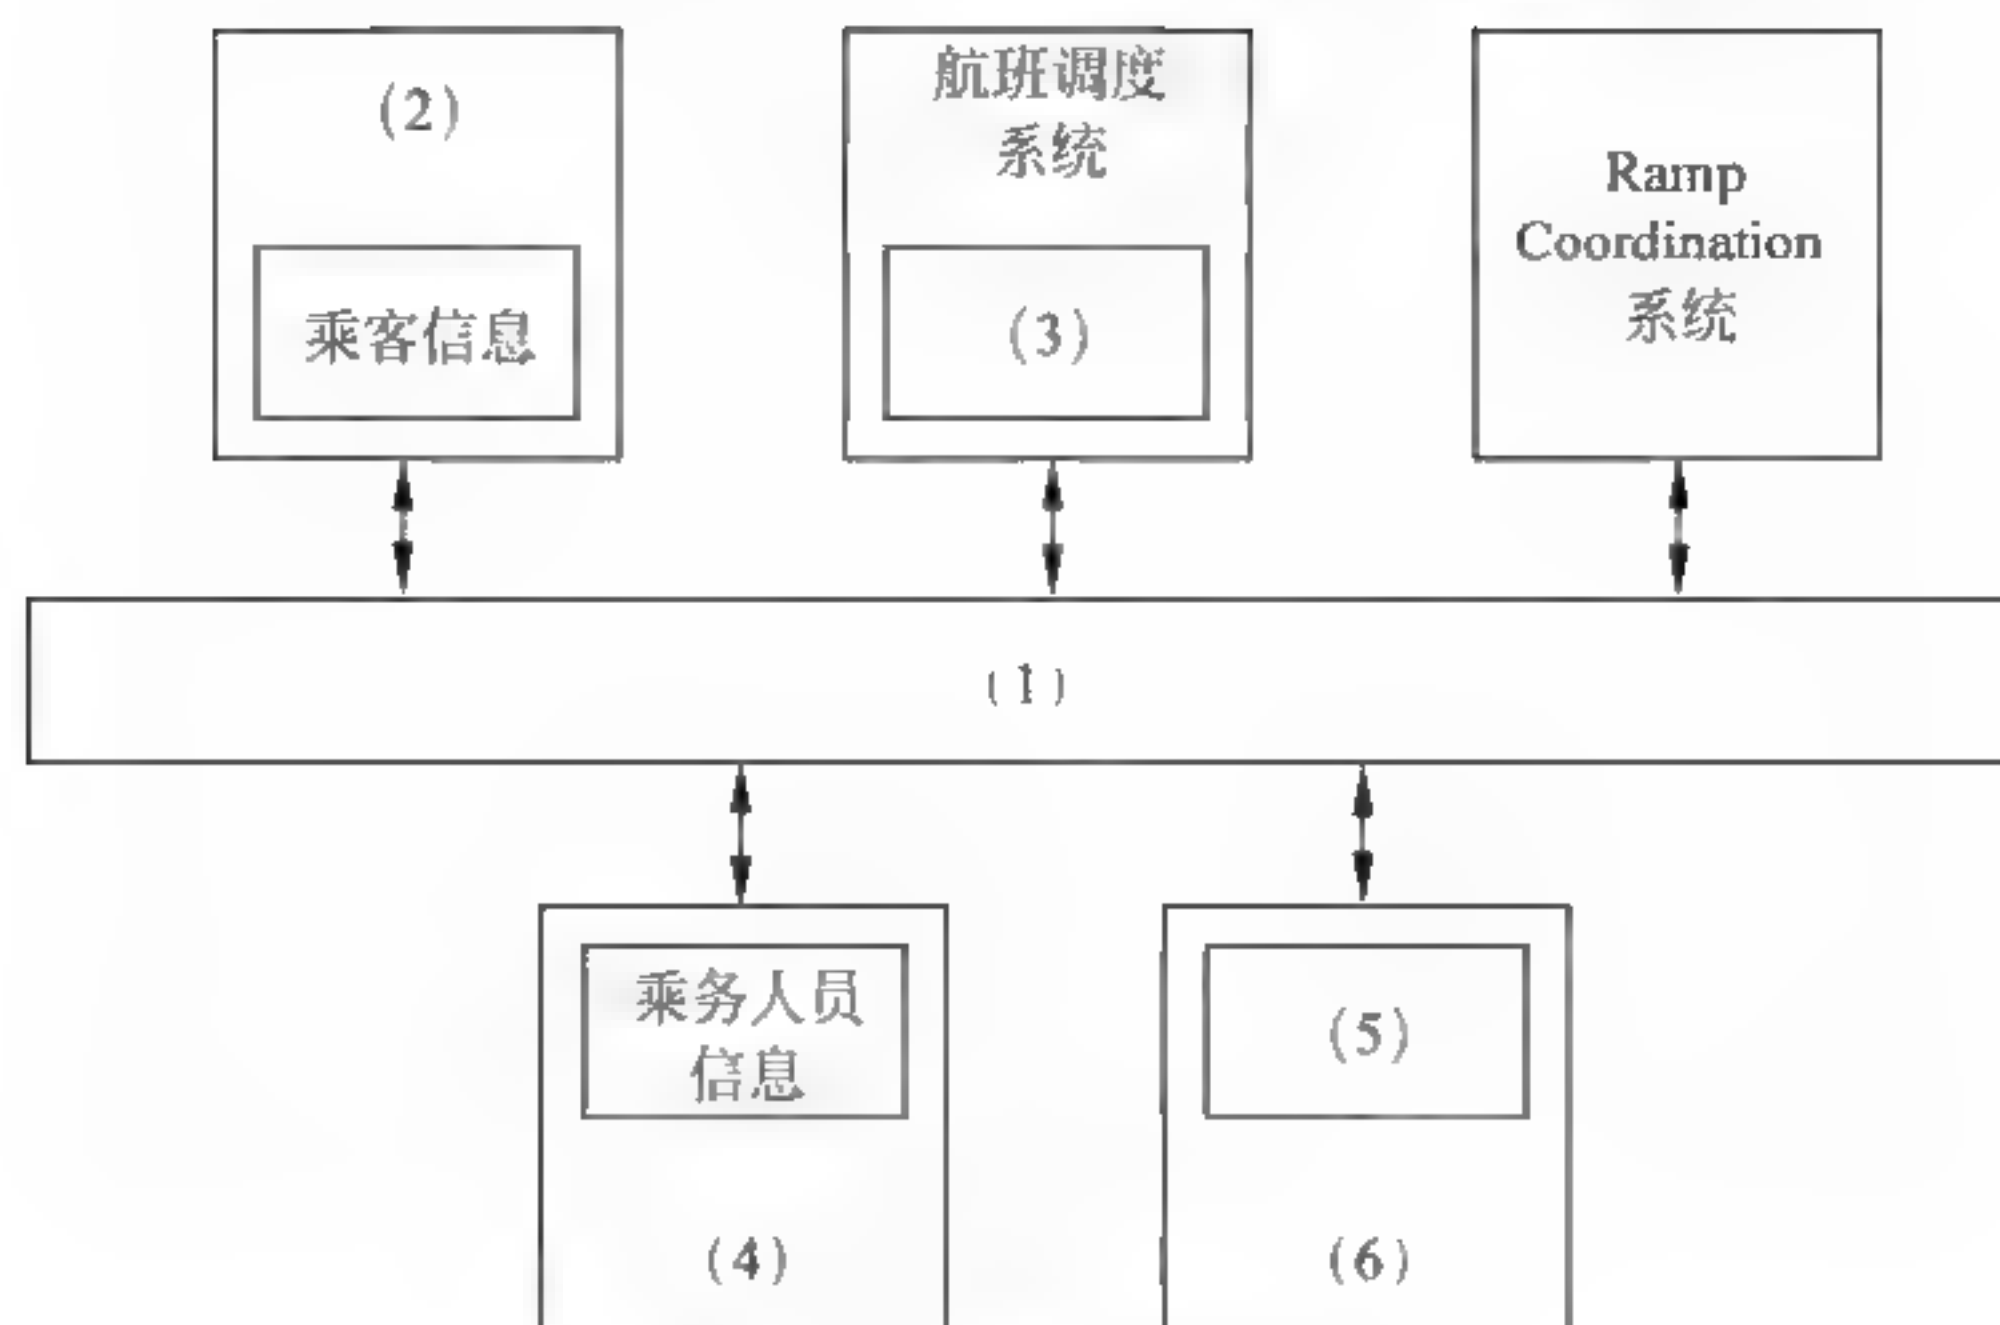 (2)
乘客信息
航班调度
系统
(3)
Ramp
Coordination
系统
(1)
乘务人员
信息
(4)
(5)
(6)